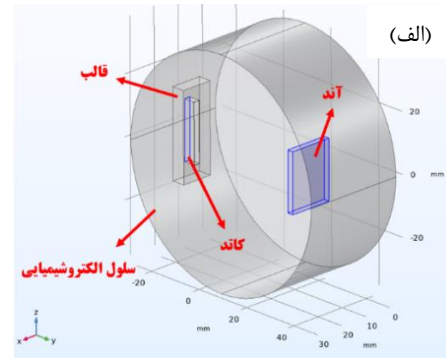 (الف)
قالب
آند
کاتد
سلول الکتروشیمیایی
20
0
mm
-20
-20
0
mm
20
40
30
20
10
0
mm
z
x
y